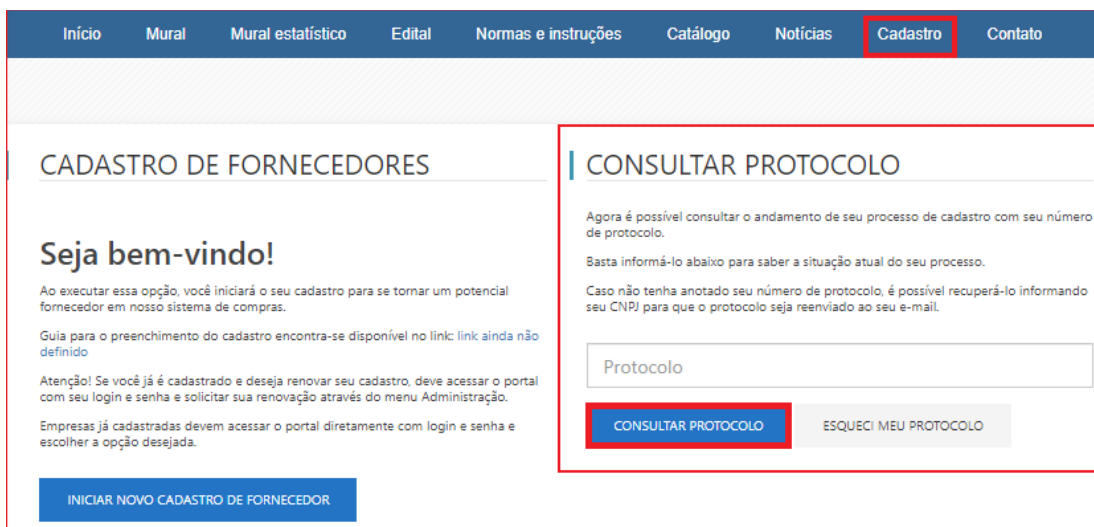 Início Mural Mural estatístico Edital Normas e instruções Catálogo Notícias Cadastro Contato
CADASTRO DE FORNECEDORES
Seja bem-vindo!
Ao executar essa opção, você iniciará o seu cadastro para se tornar um potencial
fornecedor em nosso sistema de compras.
Guia para o preenchimento do cadastro encontra-se disponível no link: link ainda não
definido
Atenção! Se você já é cadastrado e deseja renovar seu cadastro, deve acessar o portal
com seu login e senha e solicitar sua renovação através do menu Administração.
Empresas já cadastradas devem acessar o portal diretamente com login e senha e
escolher a opção desejada.
INICIAR NOVO CADASTRO DE FORNECEDOR
CONSULTAR PROTOCOLO
Agora é possível consultar o andamento de seu processo de cadastro com seu número
de protocolo.
Basta informá-lo abaixo para saber a situação atual do seu processo.
Caso não tenha anotado seu número de protocolo, é possível recuperá-lo informando
seu CNPJ para que o protocolo seja reenviado ao seu e-mail.
Protocolo
CONSULTAR PROTOCOLO ESQUECI MEU PROTOCOLO